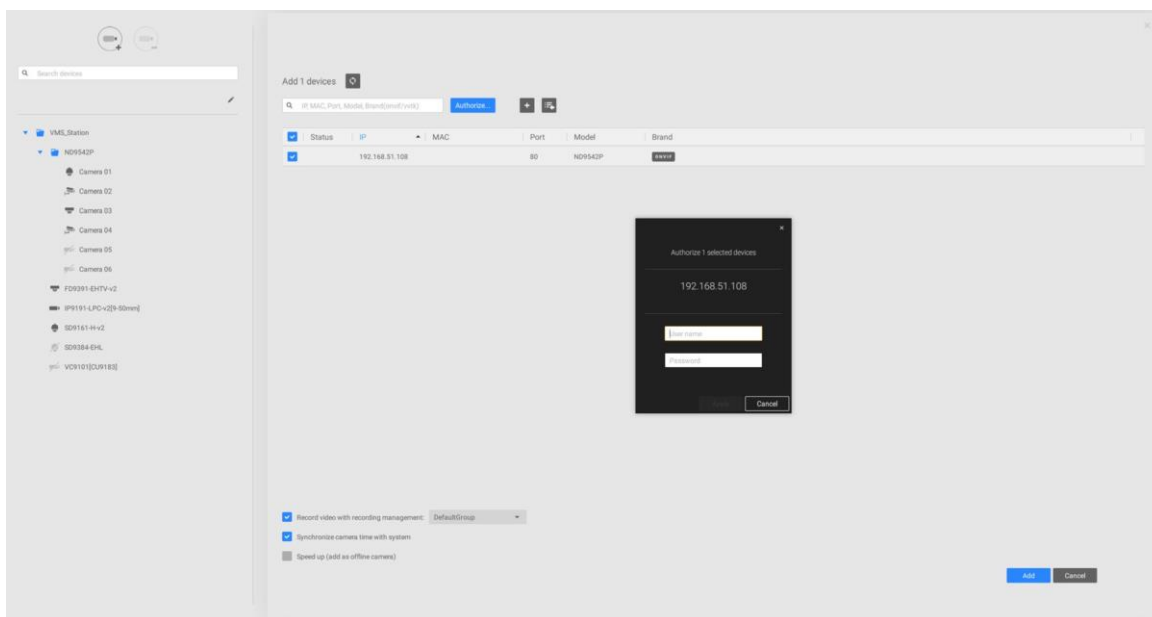 Search devices
VMS_Station
ND9542P
Camera 01
Camera 02
Camera 03
Camera 04
Camera 05
Camera 06
FD9391-EHTV-v2
IP9191-LPC-v2[9-50mm]
SD9161-H-v2
SD9384-EHL
VC9101[CU9183]
Add 1 devices
IP, MAC, Port, Model, Brand(onvif/vvtk)
Authorize...
Status IP MAC Port Model Brand
192.168.51.108 80 ND9542P onvif
Authorize 1 selected devices
192.168.51.108
User name
Password
Apply Cancel
Record video with recording management: DefaultGroup
Synchronize camera time with system
Speed up (add as offline camera)
Add Cancel